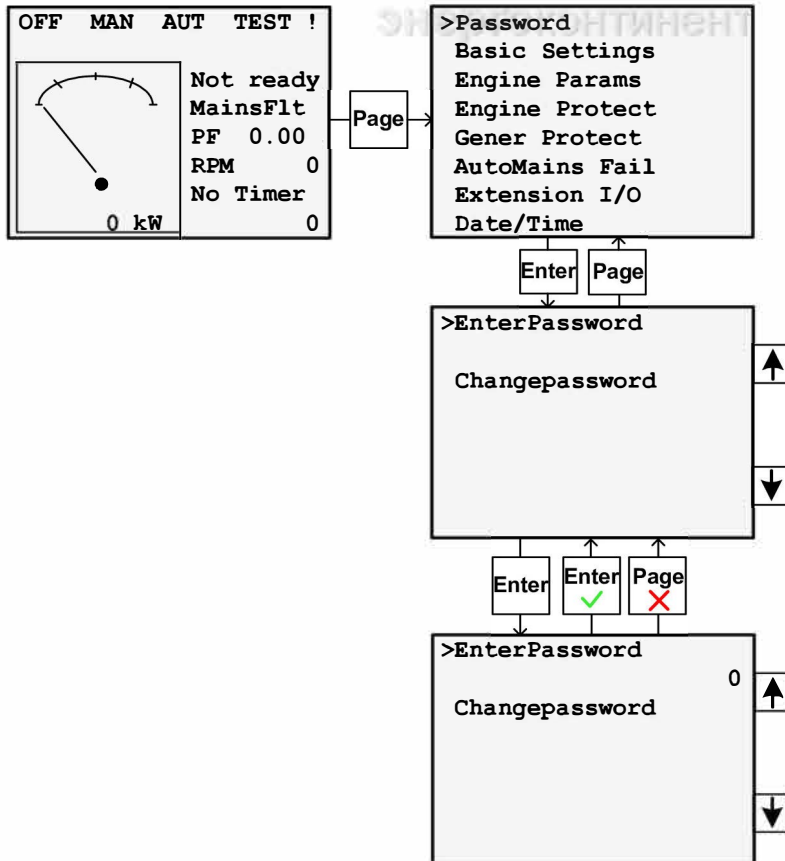 OFF MAN AUT TEST !
Not ready
MainsFlt
PF 0.00
RPM 0
No Timer
0 kW
0
Page
энергоконтинент
>Password
Basic Settings
Engine Params
Engine Protect
Gener Protect
AutoMains Fail
Extension I/O
Date/Time
Enter
Page
>EnterPassword
Changepassword
Enter
Enter
Page
>EnterPassword
0
Changepassword